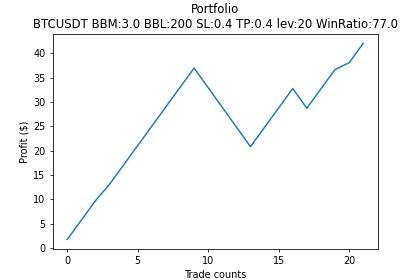 Portfolio
BTCUSDT BBM:3.0 BBL:200 SL:0.4 TP:0.4 lev:20 WinRatio:77.0
40
35
30
25
20
15
10
5
0
Profit ($)
0 5 10 15 20
Trade counts